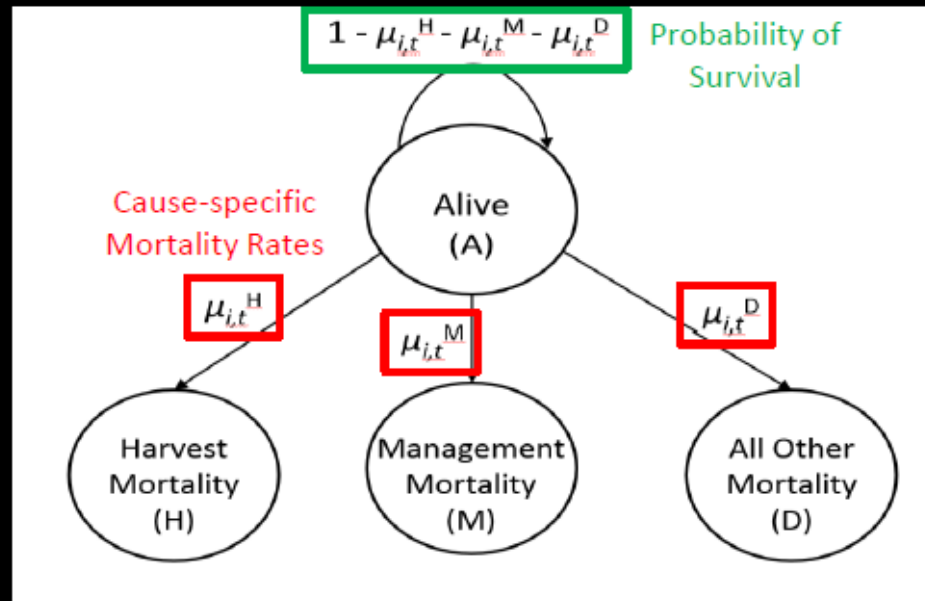 1 - μi,tᴴ - μi,tᴹ - μi,tᴰ
Probability of
Survival
Alive
(A)
Cause-specific
Mortality Rates
μi,tᴴ
μi,tᴹ
μi,tᴰ
Harvest
Mortality
(H)
Management
Mortality
(M)
All Other
Mortality
(D)